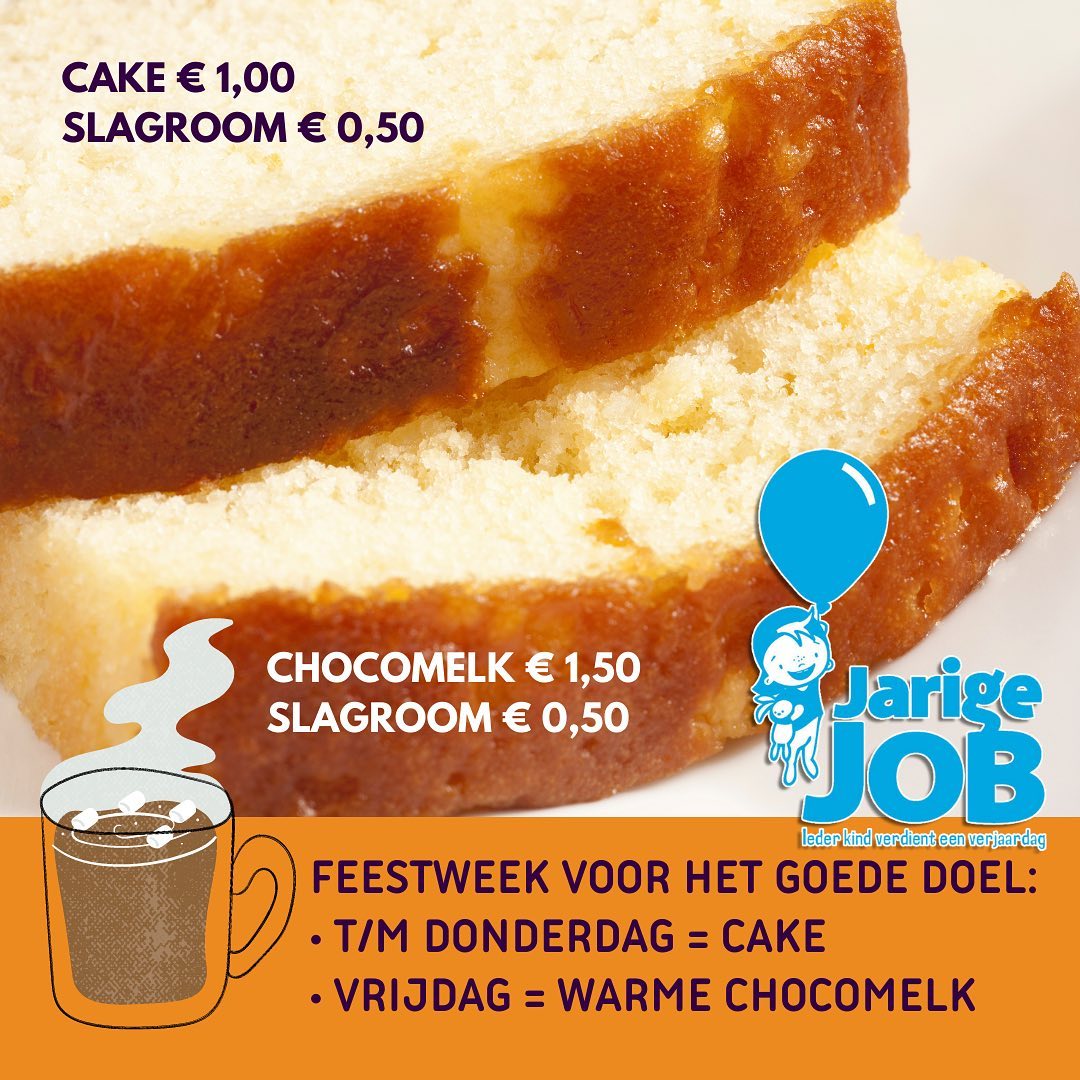 CAKE € 1,00
SLAGROOM € 0,50
CHOCOMELK € 1,50
SLAGROOM € 0,50
Jarige
JOB
Ieder kind verdient een verjaardag
FEESTWEEK VOOR HET GOEDE DOEL:
• T/M DONDERDAG = CAKE
• VRIJDAG = WARME CHOCOMELK